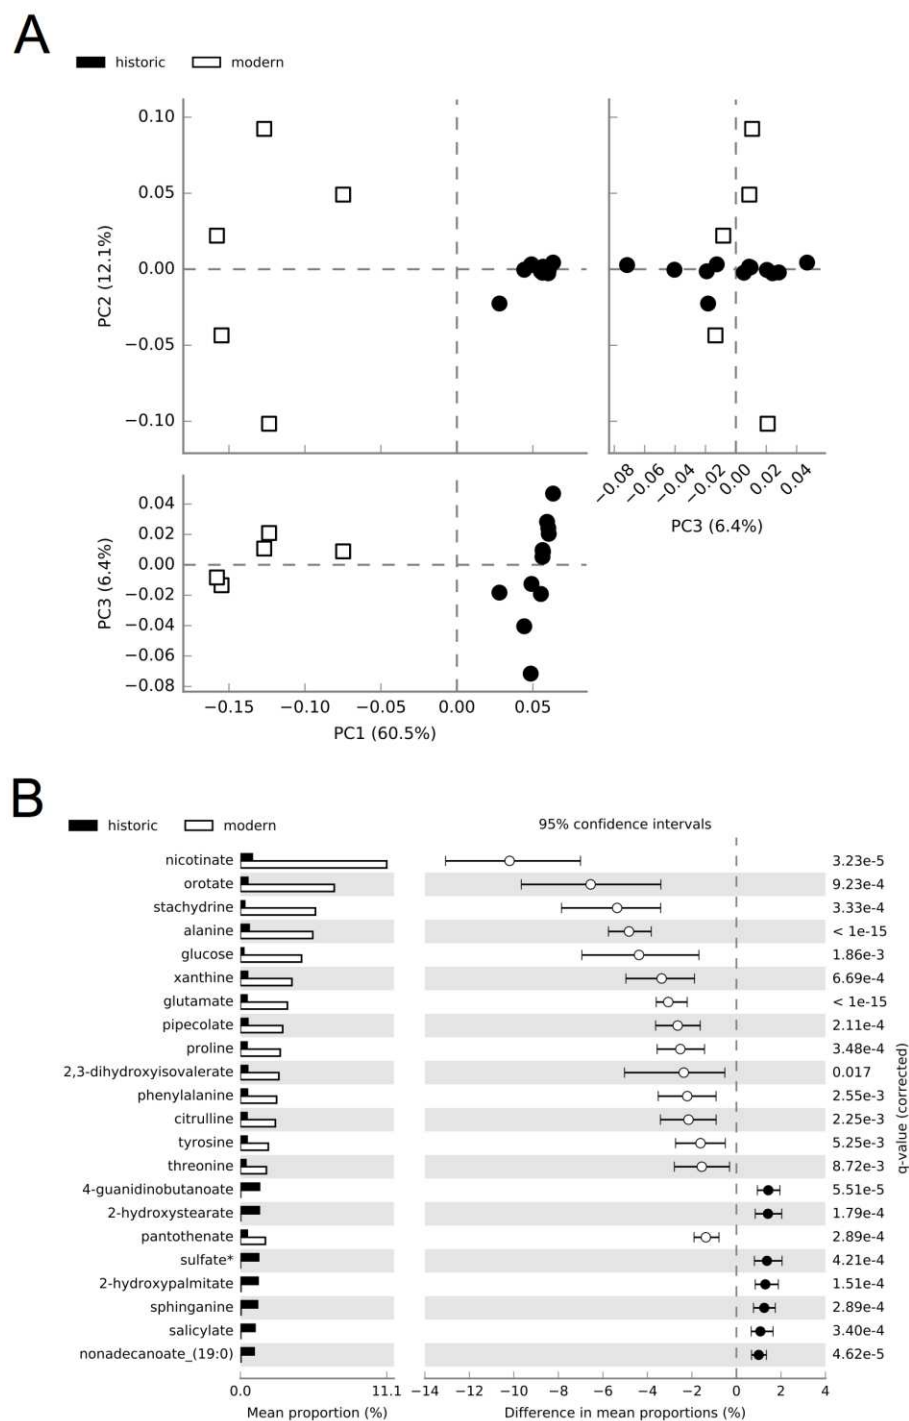 A
historic modern
0.10
0.05
0.00
−0.05
−0.10
PC2 (12.1%)
−0.08 −0.06 −0.04 −0.02 0.00 0.02 0.04
PC3 (6.4%)
0.04
0.02
0.00
−0.02
−0.04
−0.06
−0.08
PC3 (6.4%)
−0.15 −0.10 −0.05 0.00 0.05
PC1 (60.5%)
B
historic modern 95% confidence intervals
nicotinate 3.23e-5
orotate 9.23e-4
stachydrine 3.33e-4
alanine < 1e-15
glucose 1.86e-3
xanthine 6.69e-4
glutamate < 1e-15
pipecolate 2.11e-4
proline 3.48e-4
2,3-dihydroxyisovalerate 0.017
phenylalanine 2.55e-3
citrulline 2.25e-3
tyrosine 5.25e-3
threonine 8.72e-3
4-guanidinobutanoate 5.51e-5
2-hydroxystearate 1.79e-4
pantothenate 2.89e-4
sulfate* 4.21e-4
2-hydroxypalmitate 1.51e-4
sphinganine 2.89e-4
salicylate 3.40e-4
nonadecanoate_(19:0) 4.62e-5
q-value (corrected)
0.0 11.1 −14 −12 −10 −8 −6 −4 −2 0 2 4
Mean proportion (%) Difference in mean proportions (%)